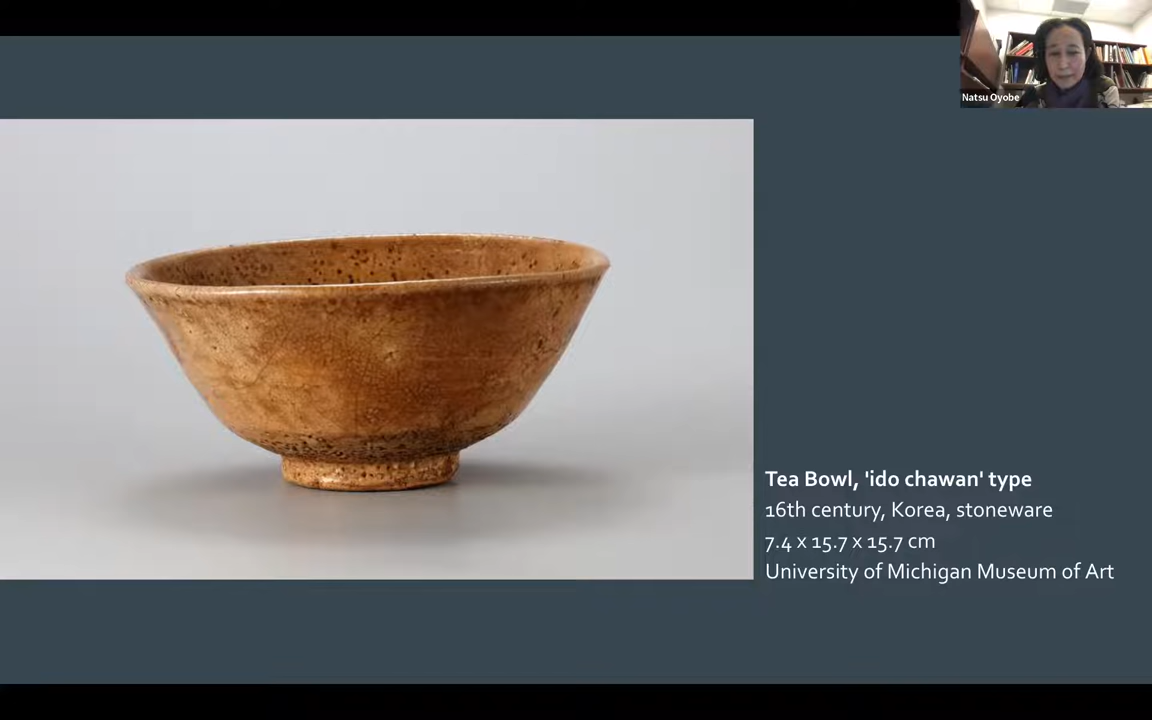 Natsu Oyobe
Tea Bowl, 'ido chawan' type
16th century, Korea, stoneware
7.4 x 15.7 x 15.7 cm
University of Michigan Museum of Art